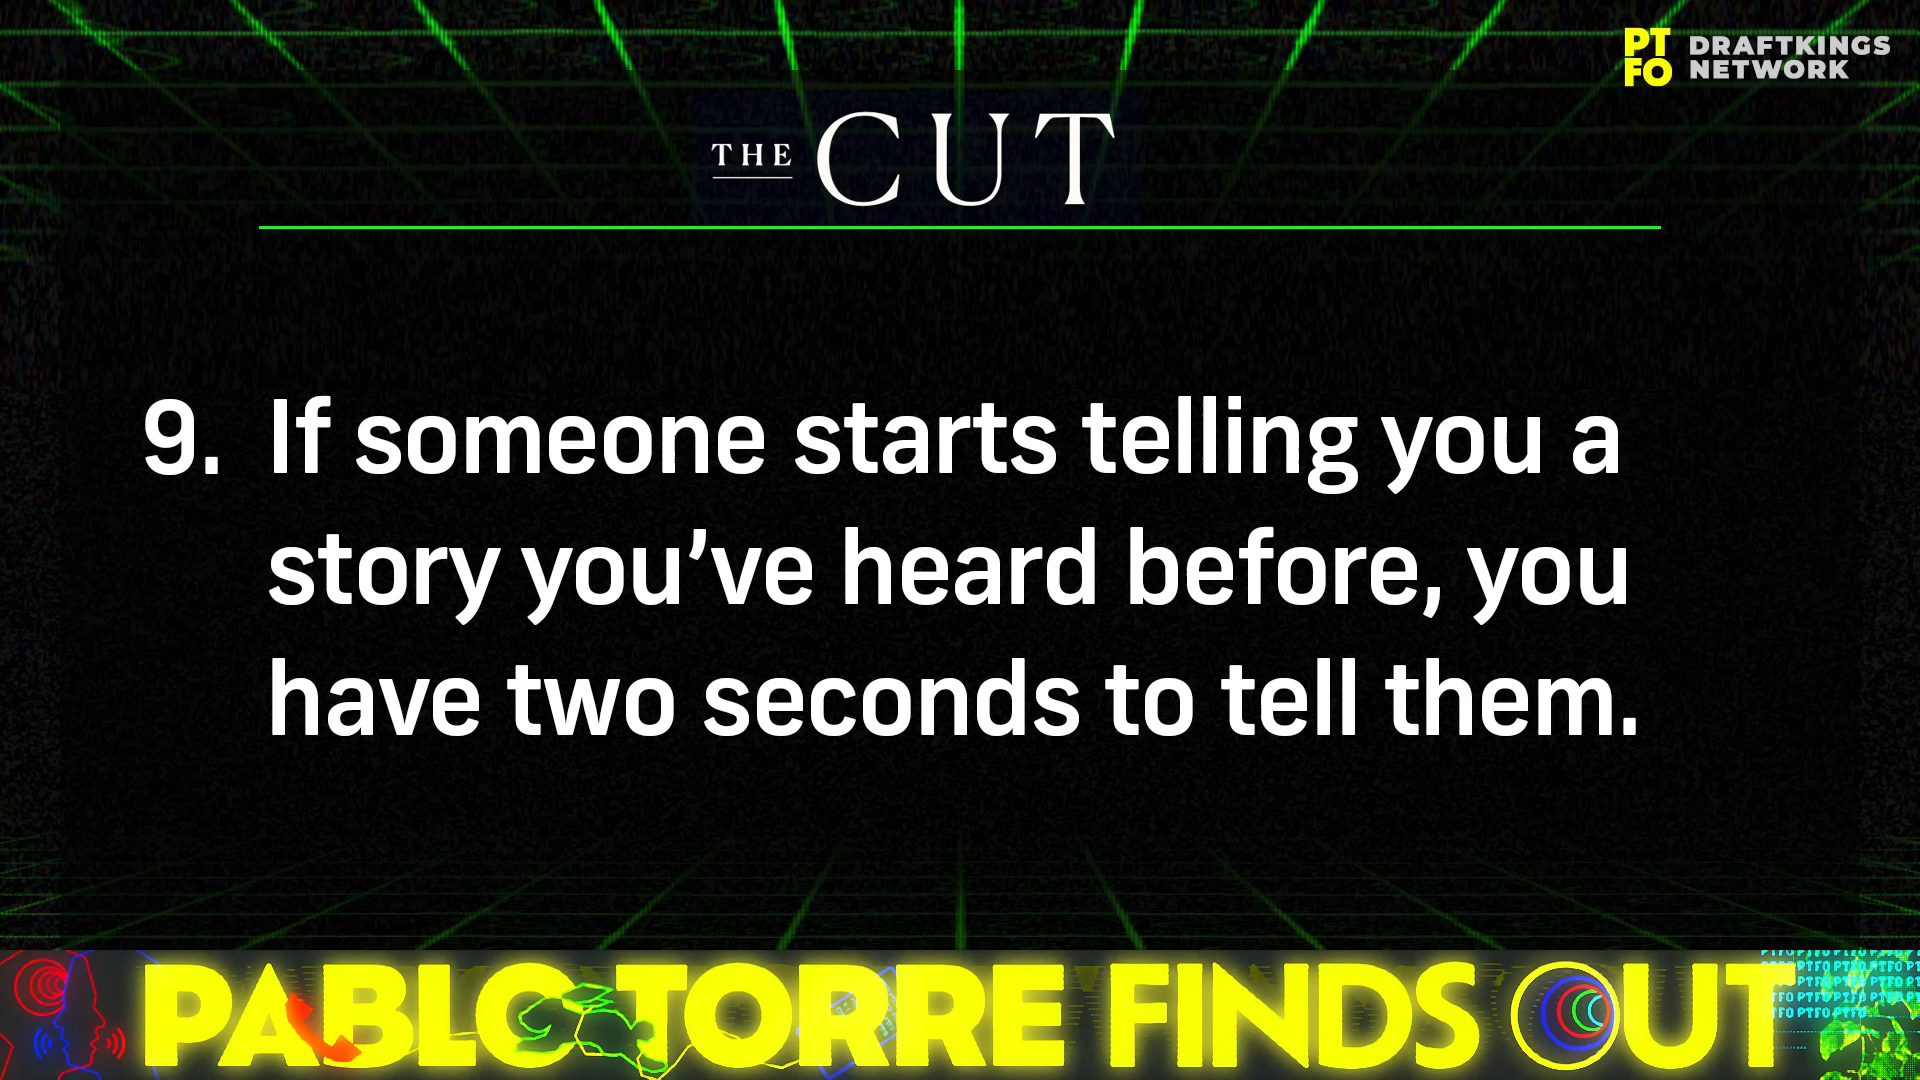 PT
FO
DRAFTKINGS
NETWORK
THE CUT
9. If someone starts telling you a
story you’ve heard before, you
have two seconds to tell them.
PABLO TORRE FINDS OUT